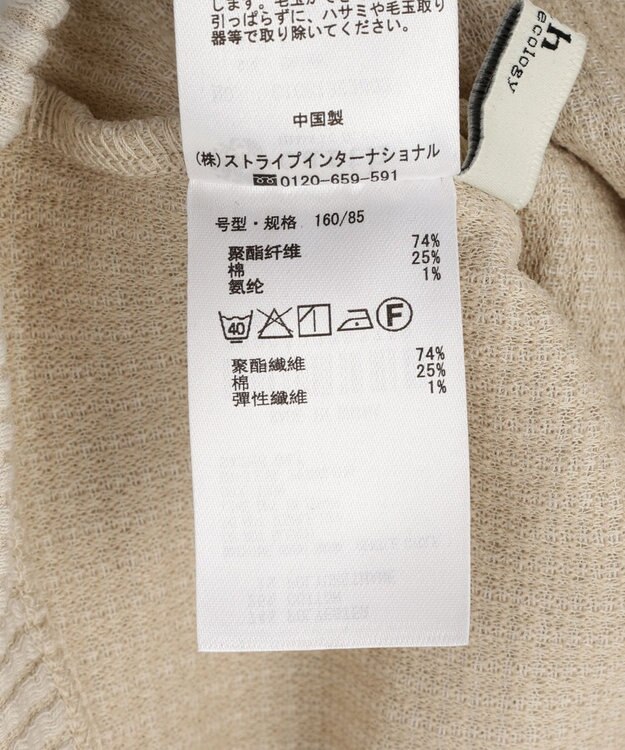 します。毛玉ができ
引っぱらずに、ハサミや毛玉取り
器等で取り除いてください。
中国製
(株)ストライプインターナショナル
0120-659-591
h
ecology
号型・规格 160/85
聚酯纤维 74%
棉 25%
氨纶 1%
40 F
聚酯纖維 74%
棉 25%
彈性纖維 1%